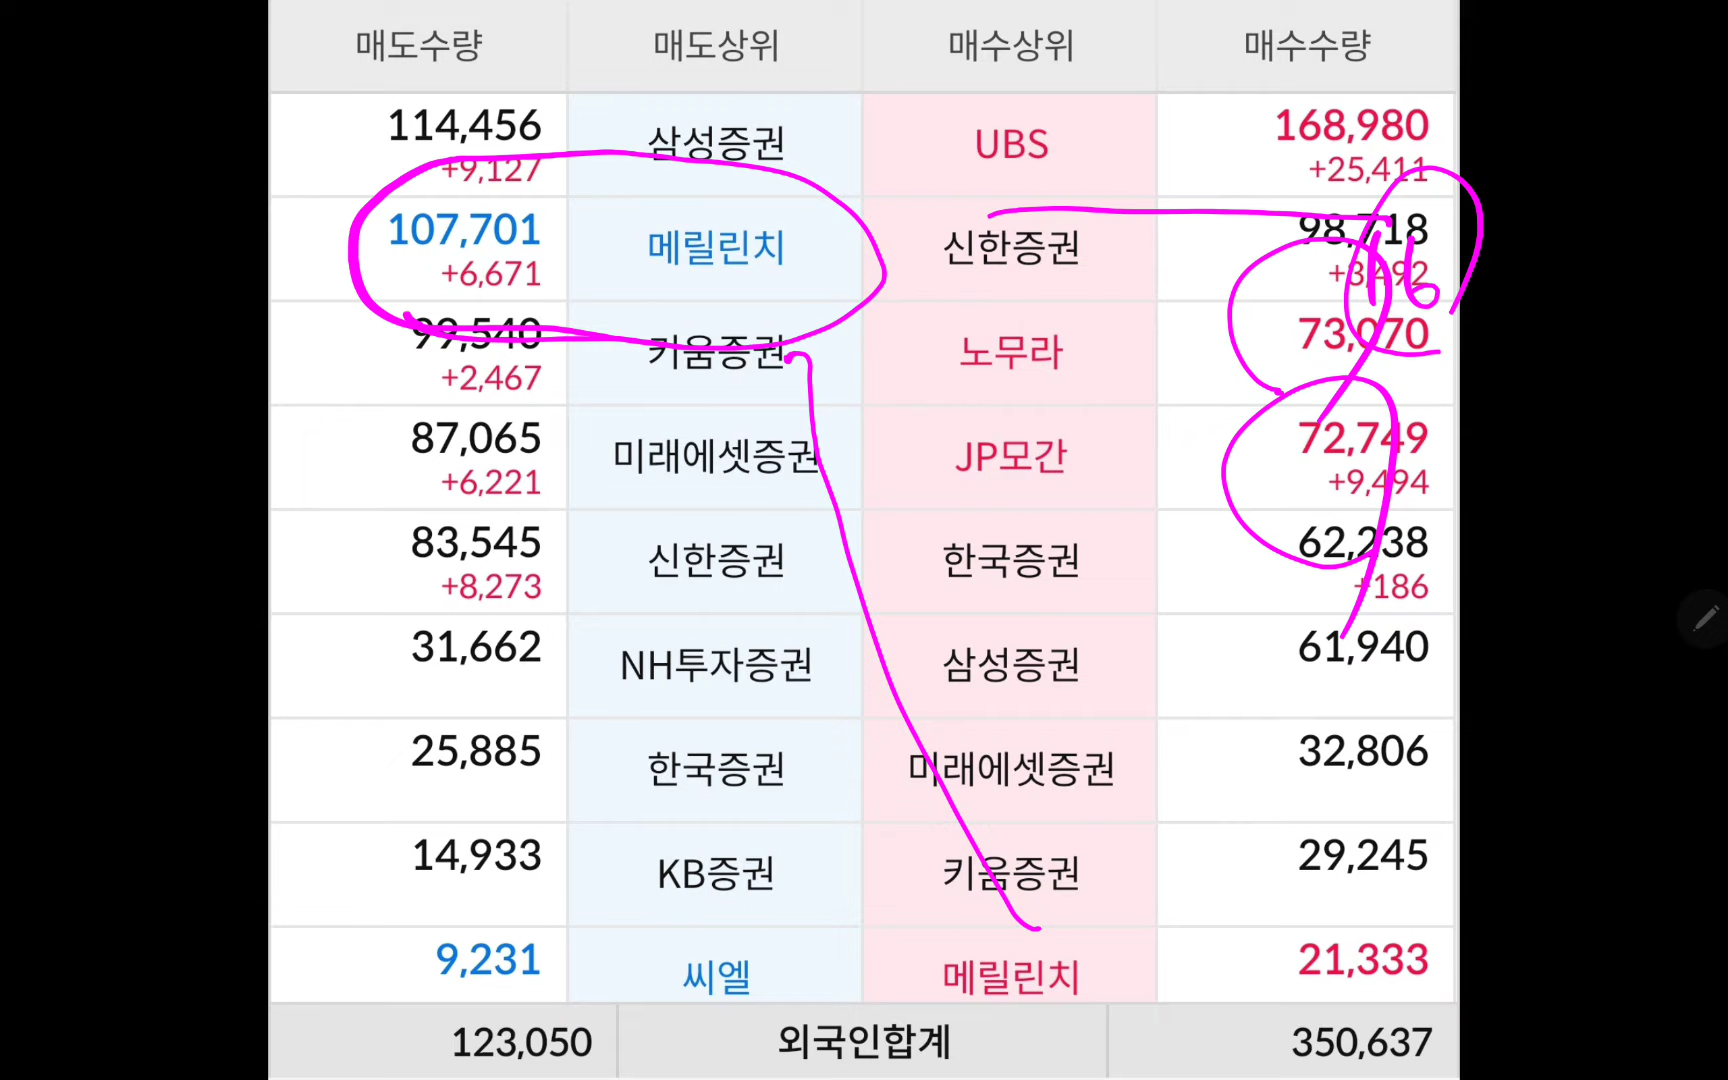 매도수량 매도상위 매수상위 매수수량
114,456 삼성증권 UBS 168,980
+9,127 +25,411
107,701 메릴린치 신한증권 98,718
+6,671 +3,492
99,540 키움증권 노무라 73,070
+2,467
87,065 미래에셋증권 JP모간 72,749
+6,221 +9,494
83,545 신한증권 한국증권 62,238
+8,273 +186
31,662 NH투자증권 삼성증권 61,940
25,885 한국증권 미래에셋증권 32,806
14,933 KB증권 키움증권 29,245
9,231 씨엘 메릴린치 21,333
123,050 외국인합계 350,637